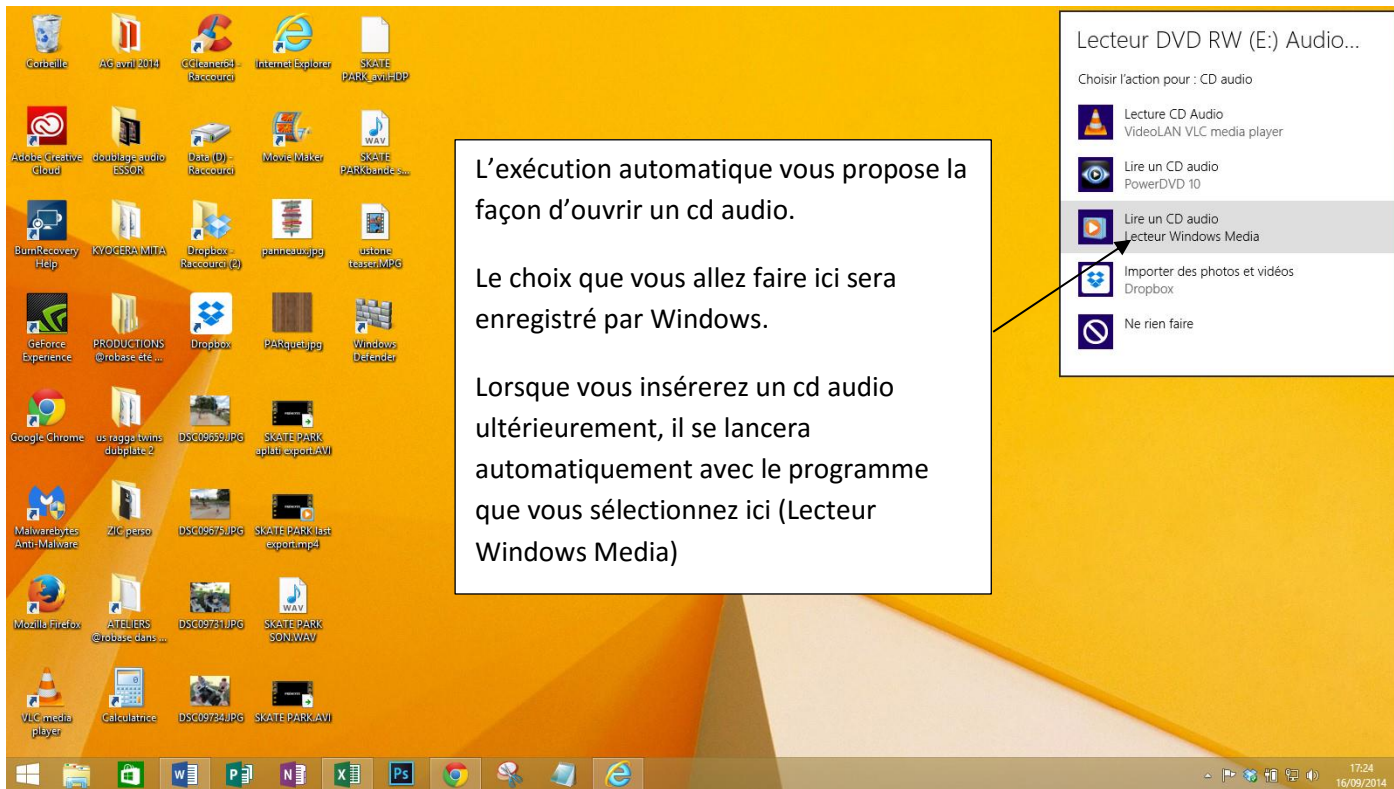 Corbeille
AG avril 2014
CCleaner64 -
Raccourci
Internet Explorer
SKATE
PARK_avi.HDP
Adobe Creative
Cloud
doublage audio
ESSOR
Data (D) -
Raccourci
Movie Maker
WAV
SKATE
PARKbande s...
BurnRecovery
Help
KYOCERA MITA
Dropbox -
Raccourci (2)
panneaux.jpg
ustone
teaser.MPG
GeForce
Experience
PRODUCTIONS
@robase été ...
Dropbox
PARquet.jpg
Windows
Defender
Google Chrome
us ragga twins
dubplate 2
DSC09659.JPG
SKATE PARK
aplati export.AVI
Malwarebytes
Anti-Malware
ZIC perso
DSC09675.JPG
SKATE PARK last
export.mp4
Mozilla Firefox
ATELIERS
@robase dans ...
DSC09731.JPG
WAV
SKATE PARK
SON.WAV
VLC media
player
Calculatrice
DSC09734.JPG
SKATE PARK.AVI
L'exécution automatique vous propose la
façon d'ouvrir un cd audio.
Le choix que vous allez faire ici sera
enregistré par Windows.
Lorsque vous insérerez un cd audio
ultérieurement, il se lancera
automatiquement avec le programme
que vous sélectionnez ici (Lecteur
Windows Media)
Lecteur DVD RW (E:) Audio...
Choisir l'action pour : CD audio
Lecture CD Audio
VideoLAN VLC media player
Lire un CD audio
PowerDVD 10
Lire un CD audio
Lecteur Windows Media
Importer des photos et vidéos
Dropbox
Ne rien faire
Ps
17:24
16/09/2014